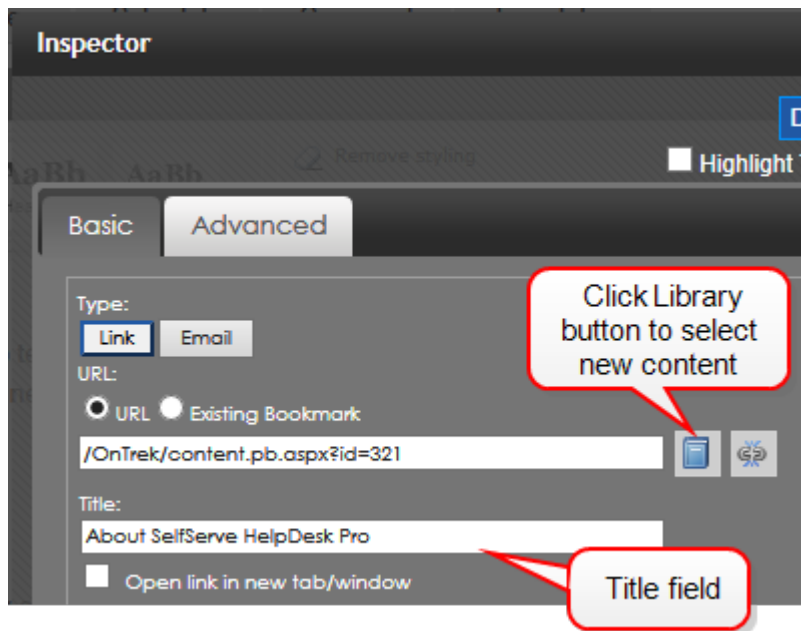 Inspector
D
AaBb AaBb Remove styling
Highlight
Basic Advanced
Click Library
button to select
new content
Type:
Link Email
URL:
URL Existing Bookmark
/OnTrek/content.pb.aspx?id=321
Title:
About SelfServe HelpDesk Pro
Open link in new tab/window
Title field